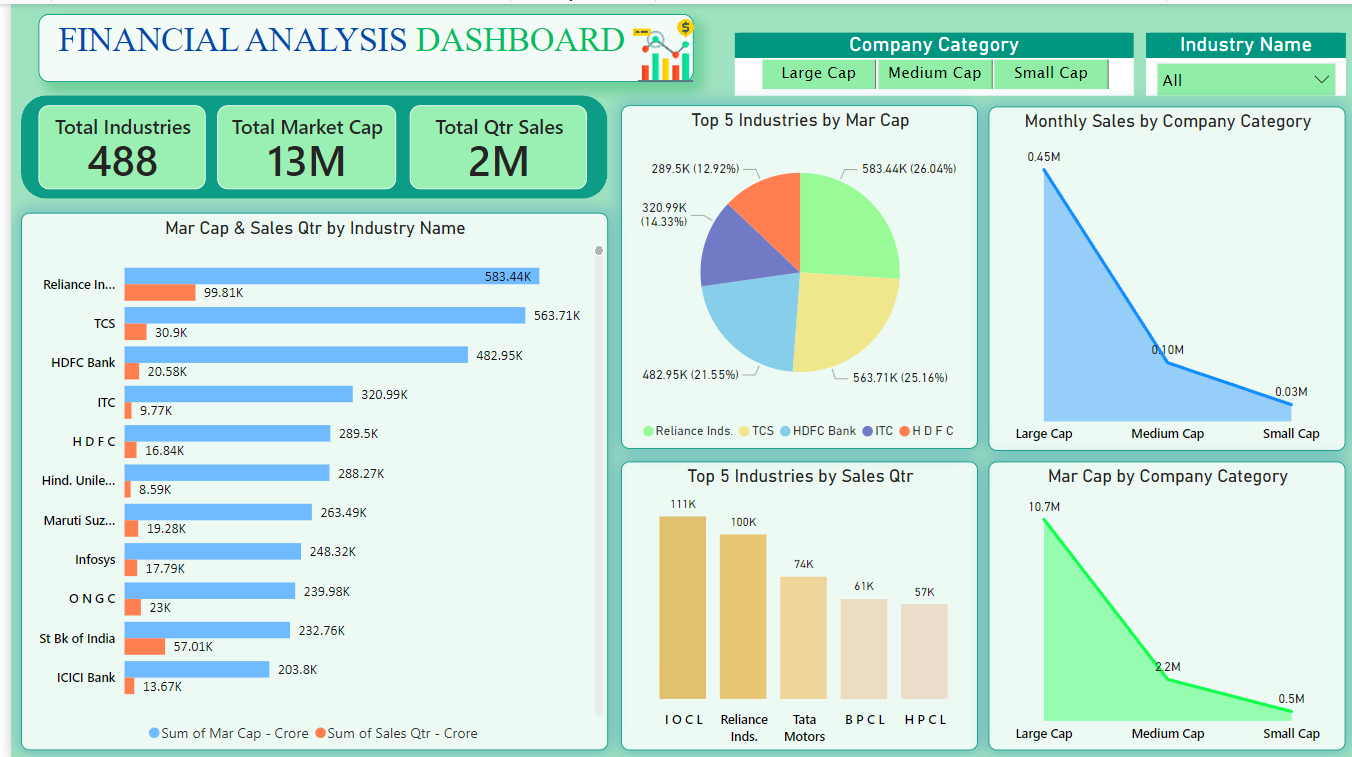 FINANCIAL ANALYSIS DASHBOARD
$
Company Category
Large Cap
Medium Cap
Small Cap
Industry Name
All
Total Industries
488
Total Market Cap
13M
Total Qtr Sales
2M
Mar Cap & Sales Qtr by Industry Name
Reliance In...
583.44K
99.81K
TCS
563.71K
30.9K
HDFC Bank
482.95K
20.58K
ITC
320.99K
9.77K
H D F C
289.5K
16.84K
Hind. Unile...
288.27K
8.59K
Maruti Suz...
263.49K
19.28K
Infosys
248.32K
17.79K
O N G C
239.98K
23K
St Bk of India
232.76K
57.01K
ICICI Bank
203.8K
13.67K
Sum of Mar Cap - Crore
Sum of Sales Qtr - Crore
Top 5 Industries by Mar Cap
289.5K (12.92%)
583.44K (26.04%)
320.99K
(14.33%)
482.95K (21.55%)
563.71K (25.16%)
Reliance Inds.
TCS
HDFC Bank
ITC
H D F C
Monthly Sales by Company Category
0.45M
0.10M
0.03M
Large Cap
Medium Cap
Small Cap
Top 5 Industries by Sales Qtr
111K
100K
74K
61K
57K
I O C L
Reliance
Inds.
Tata
Motors
B P C L
H P C L
Mar Cap by Company Category
10.7M
2.2M
0.5M
Large Cap
Medium Cap
Small Cap